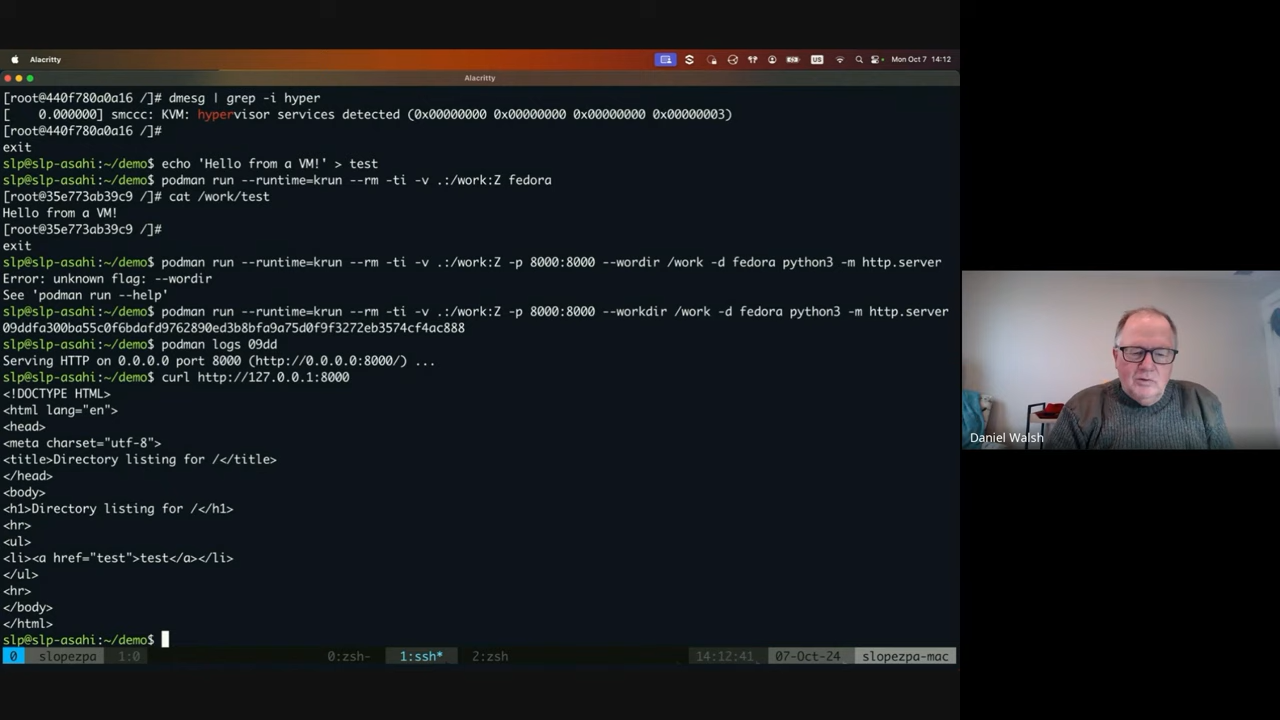 Alacritty
US
Mon Oct 7 14:12
Alacritty
[root@440f780a0a16 /]# dmesg | grep -i hyper
[    0.000000] smccc: KVM: hypervisor services detected (0x00000000 0x00000000 0x00000000 0x00000003)
[root@440f780a0a16 /]#
exit
slp@slp-asahi:~/demo$ echo 'Hello from a VM!' > test
slp@slp-asahi:~/demo$ podman run --runtime=krun --rm -ti -v .:/work:Z fedora
[root@35e773ab39c9 /]# cat /work/test
Hello from a VM!
[root@35e773ab39c9 /]#
exit
slp@slp-asahi:~/demo$ podman run --runtime=krun --rm -ti -v .:/work:Z -p 8000:8000 --wordir /work -d fedora python3 -m http.server
Error: unknown flag: --wordir
See 'podman run --help'
slp@slp-asahi:~/demo$ podman run --runtime=krun --rm -ti -v .:/work:Z -p 8000:8000 --workdir /work -d fedora python3 -m http.server
09ddfa300ba55c0f6bdafd9762890ed3b8bfa9a75d0f9f3272eb3574cf4ac888
slp@slp-asahi:~/demo$ podman logs 09dd
Serving HTTP on 0.0.0.0 port 8000 (http://0.0.0.0:8000/) ...
slp@slp-asahi:~/demo$ curl http://127.0.0.1:8000
<!DOCTYPE HTML>
<html lang="en">
<head>
<meta charset="utf-8">
<title>Directory listing for /</title>
</head>
<body>
<h1>Directory listing for /</h1>
<hr>
<ul>
<li><a href="test">test</a></li>
</ul>
<hr>
</body>
</html>
slp@slp-asahi:~/demo$
0 slopezpa 1:0 0:zsh- 1:ssh* 2:zsh 14:12:41 07-Oct-24 slopezpa-mac
Daniel Walsh